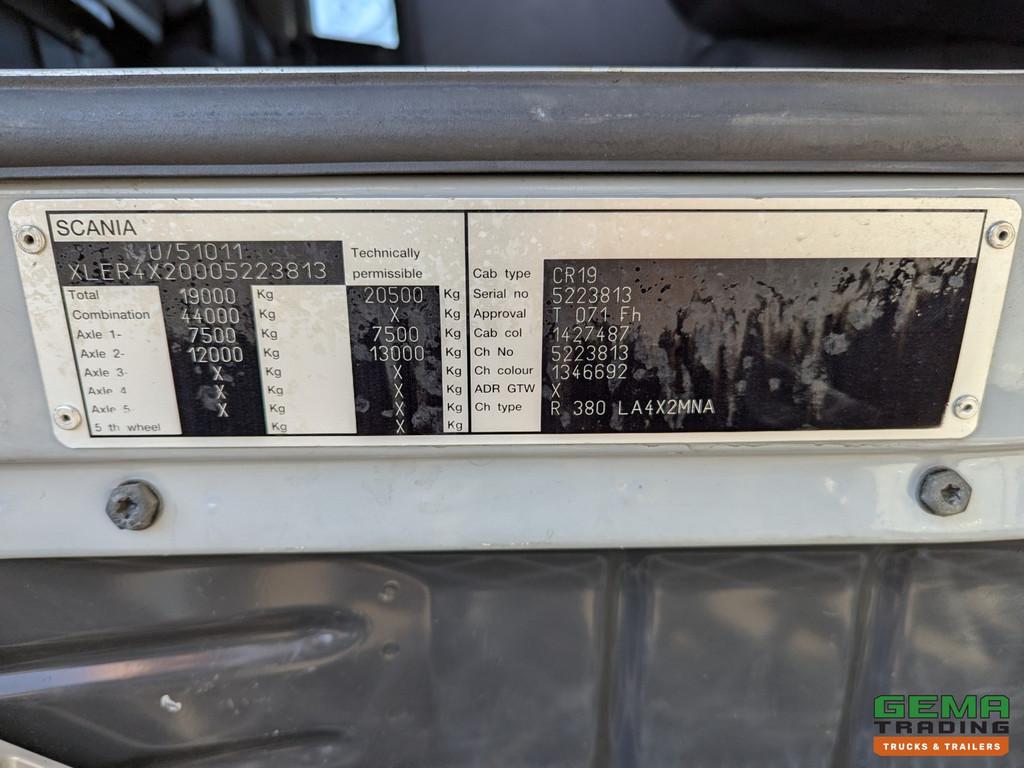 SCANIA
U/51011
XLER4X20005223813
Technically
permissible
Total 19000 Kg 20500 Kg
Combination 44000 Kg X Kg
Axle 1- 7500 Kg 7500 Kg
Axle 2- 12000 Kg 13000 Kg
Axle 3- X Kg X Kg
Axle 4 X Kg X Kg
Axle 5- X Kg X Kg
5 th wheel Kg X Kg
Cab type CR19
Serial no 5223813
Approval T 071 Fh
Cab col 1427487
Ch No 5223813
Ch colour 1346692
ADR GTW X
Ch type R 380 LA4X2MNA
GEMA
TRADING
TRUCKS & TRAILERS